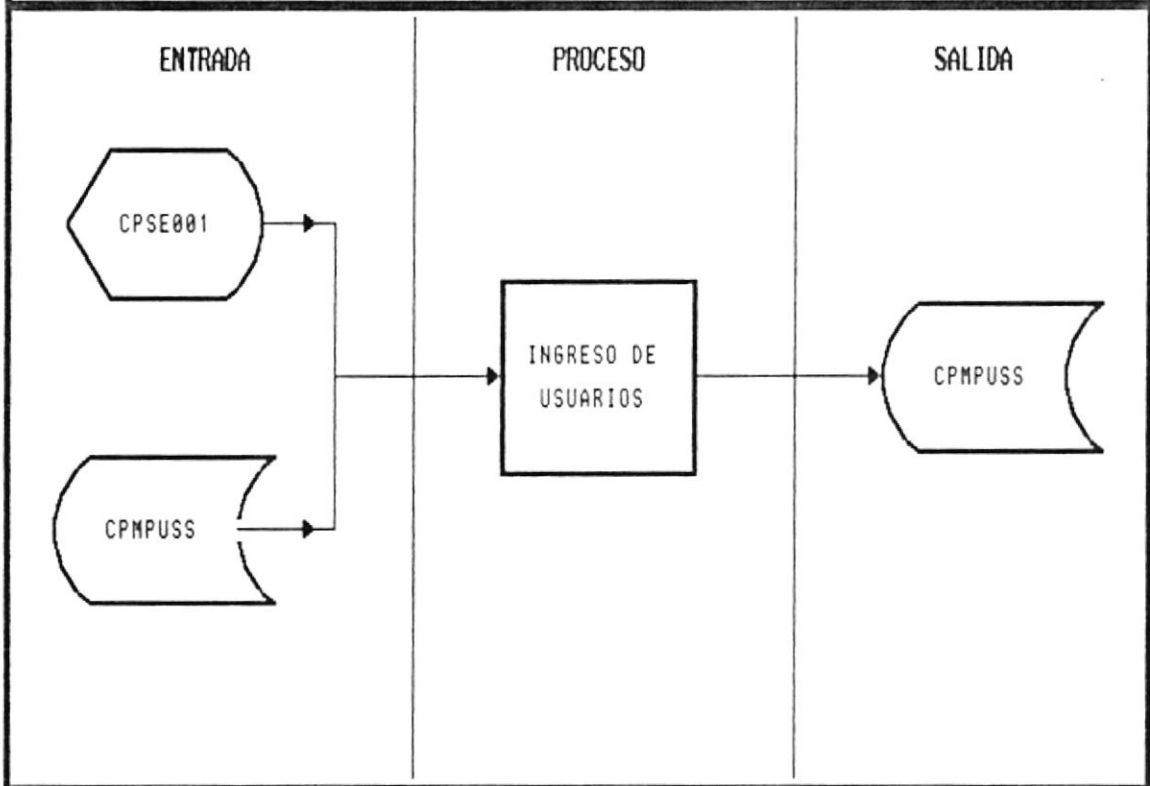 ENTRADA
PROCESO
SALIDA
CPSE001
INGRESO DE
USUARIOS
CPMPUSS
CPMPUSS